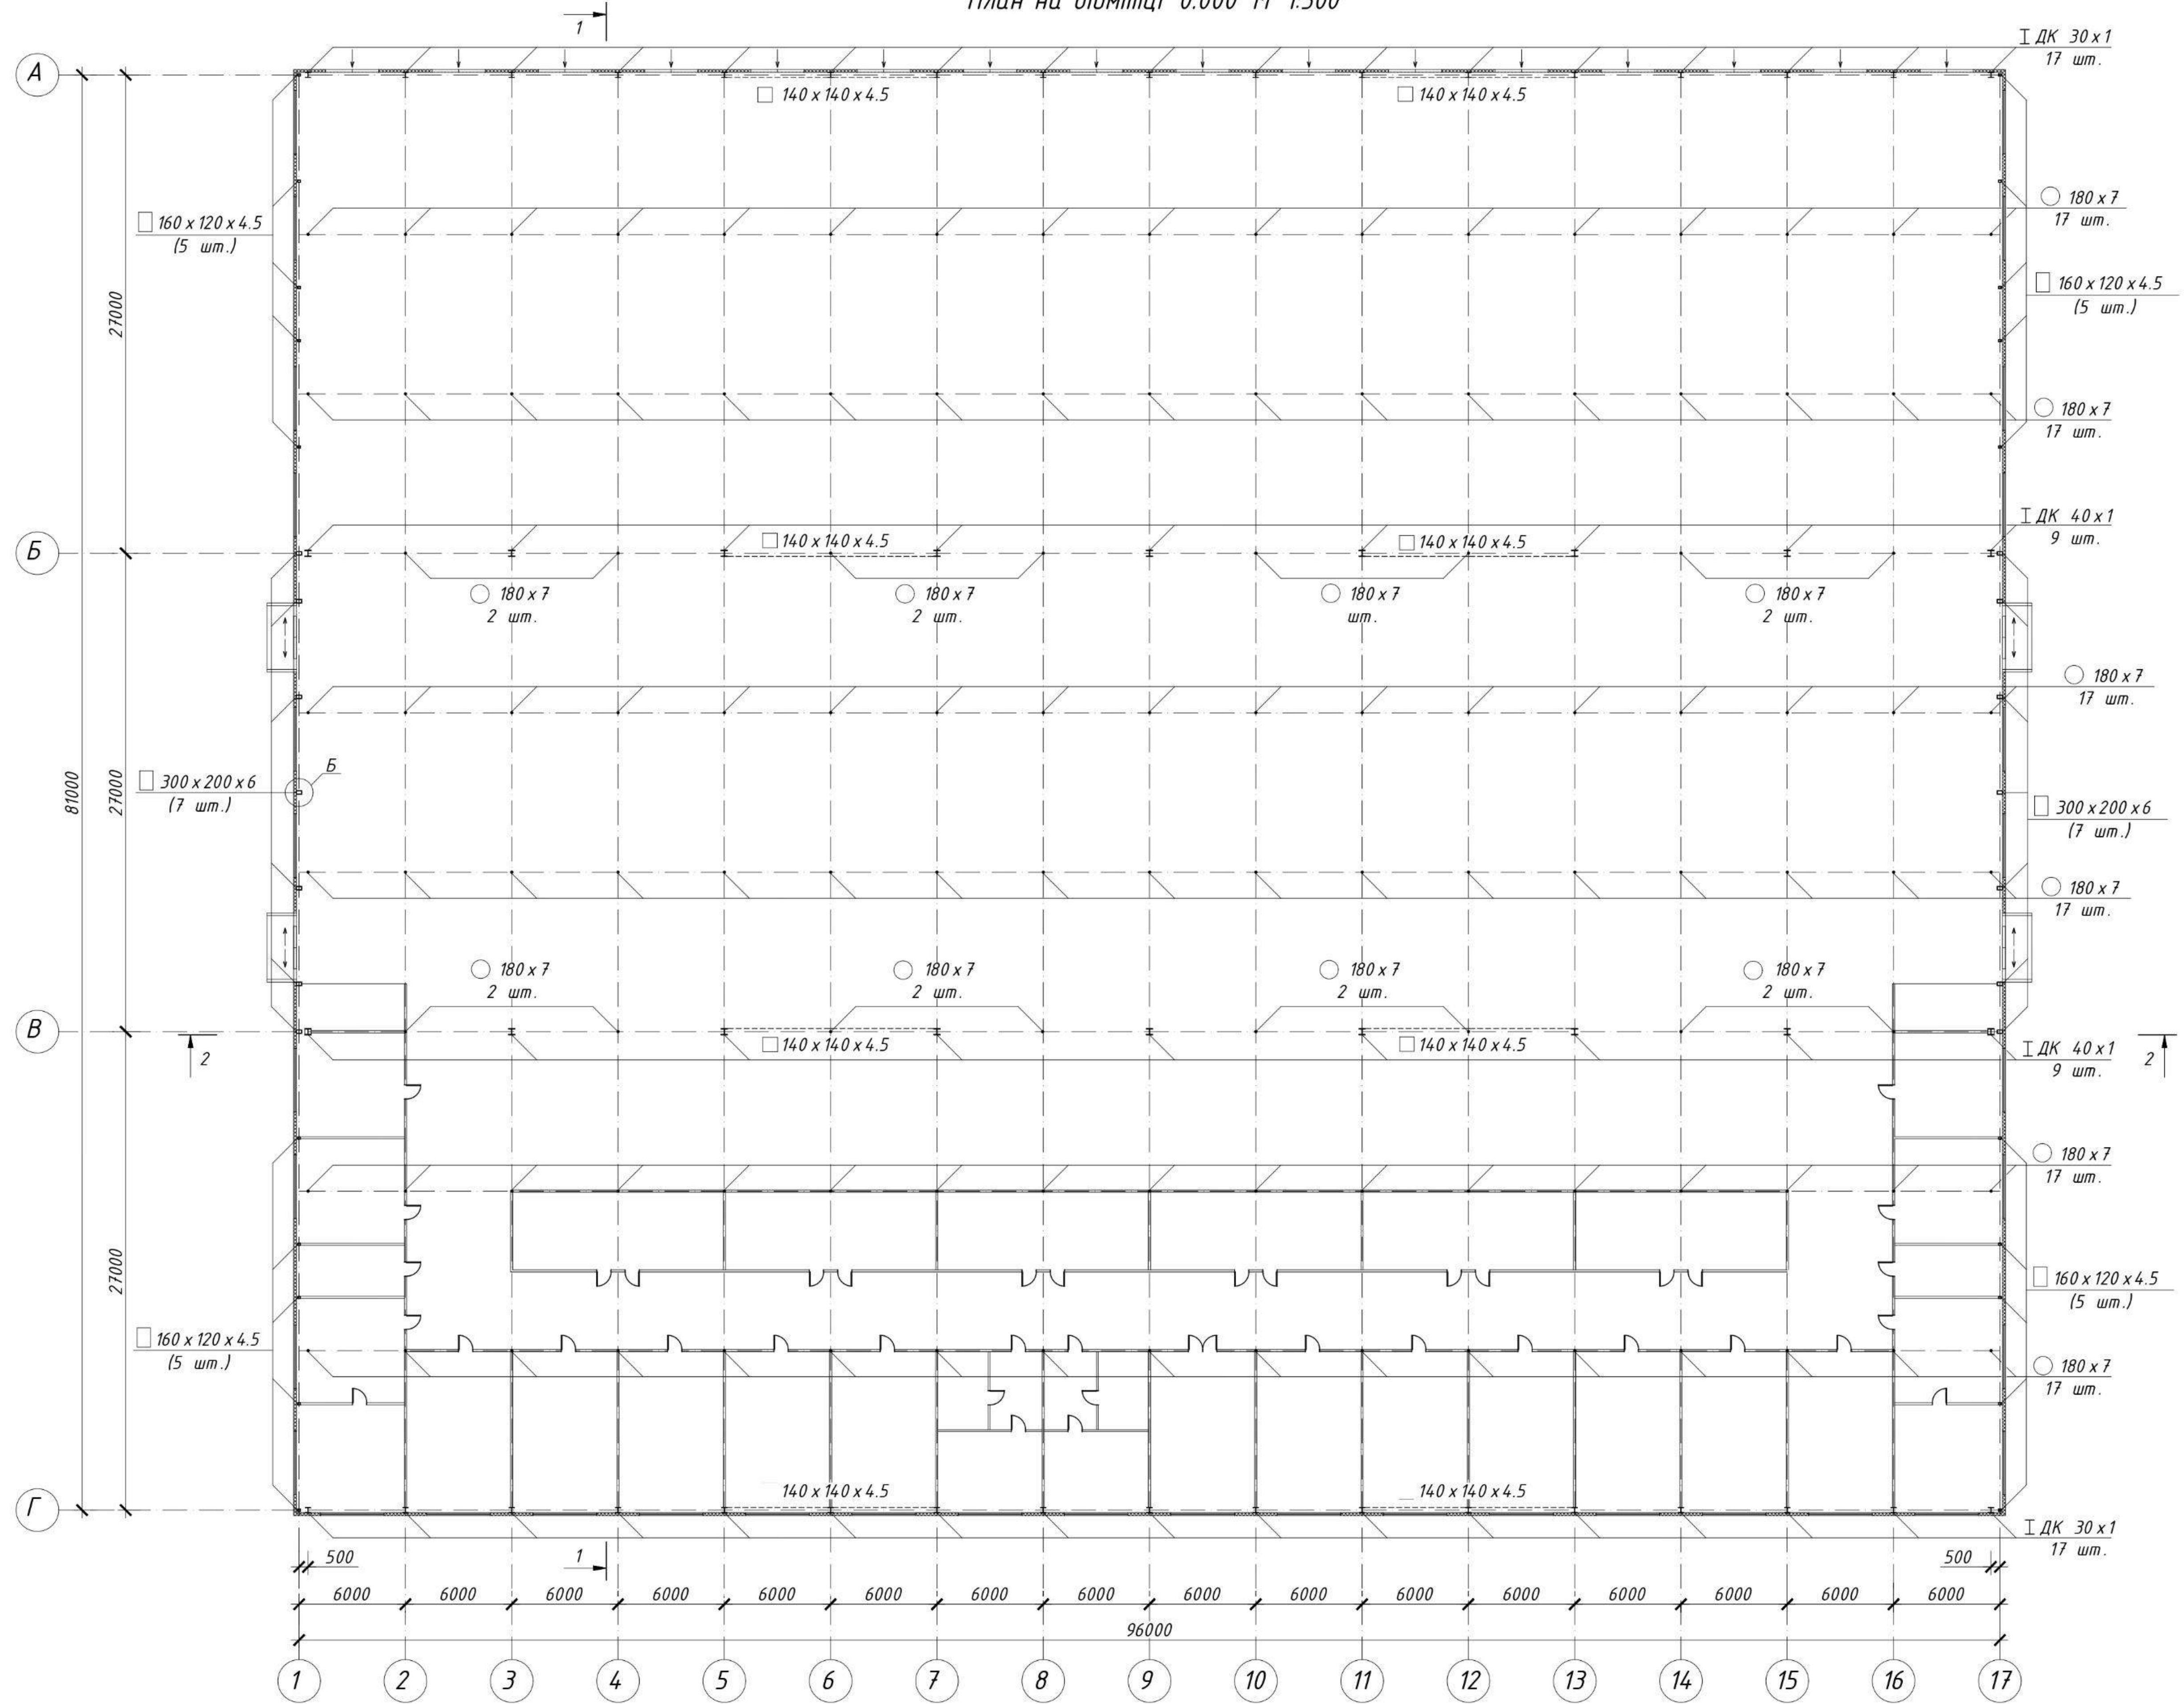 1
М 1:500
А
I ДК 30 x 1
17 шт.
□ 140 x 140 x 4.5
□ 140 x 140 x 4.5
□ 160 x 120 x 4.5
(5 шт.)
○ 180 x 7
17 шт.
□ 160 x 120 x 4.5
(5 шт.)
27000
○ 180 x 7
17 шт.
Б
□ 140 x 140 x 4.5
□ 140 x 140 x 4.5
I ДК 40 x 1
9 шт.
○ 180 x 7
2 шт.
○ 180 x 7
2 шт.
○ 180 x 7
шт.
○ 180 x 7
2 шт.
○ 180 x 7
17 шт.
81000
27000
□ 300 x 200 x 6
(7 шт.)
Б
□ 300 x 200 x 6
(7 шт.)
○ 180 x 7
17 шт.
○ 180 x 7
2 шт.
○ 180 x 7
2 шт.
○ 180 x 7
2 шт.
○ 180 x 7
2 шт.
В
2
□ 140 x 140 x 4.5
□ 140 x 140 x 4.5
I ДК 40 x 1
9 шт.
2
○ 180 x 7
17 шт.
27000
□ 160 x 120 x 4.5
(5 шт.)
□ 160 x 120 x 4.5
(5 шт.)
○ 180 x 7
17 шт.
Г
140 x 140 x 4.5
140 x 140 x 4.5
I ДК 30 x 1
17 шт.
500
1
500
6000 6000 6000 6000 6000 6000 6000 6000 6000 6000 6000 6000 6000 6000 6000 6000
96000
1 2 3 4 5 6 7 8 9 10 11 12 13 14 15 16 17